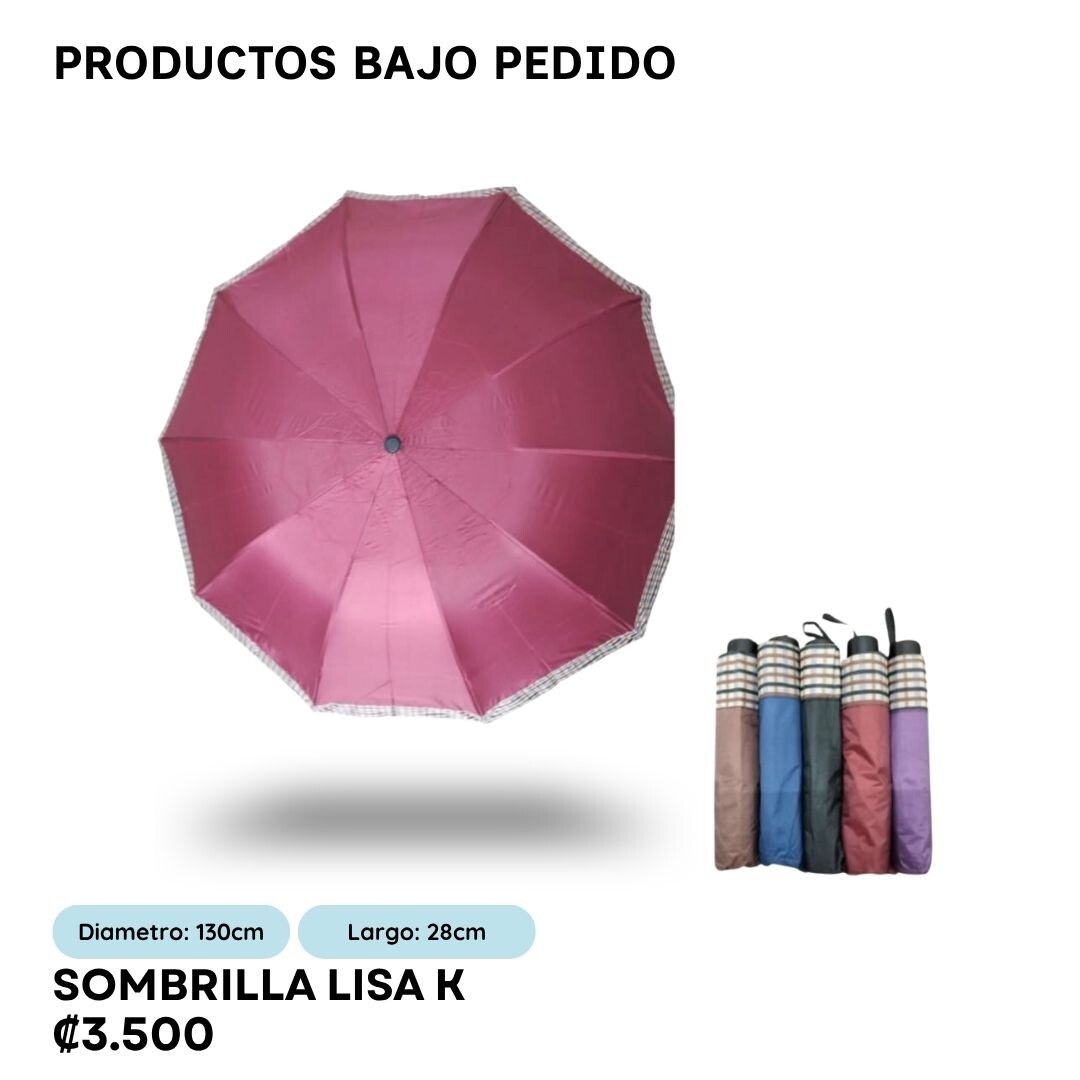 PRODUCTOS BAJO PEDIDO
Diametro: 130cm
Largo: 28cm
SOMBRILLA LISA K
₡3.500